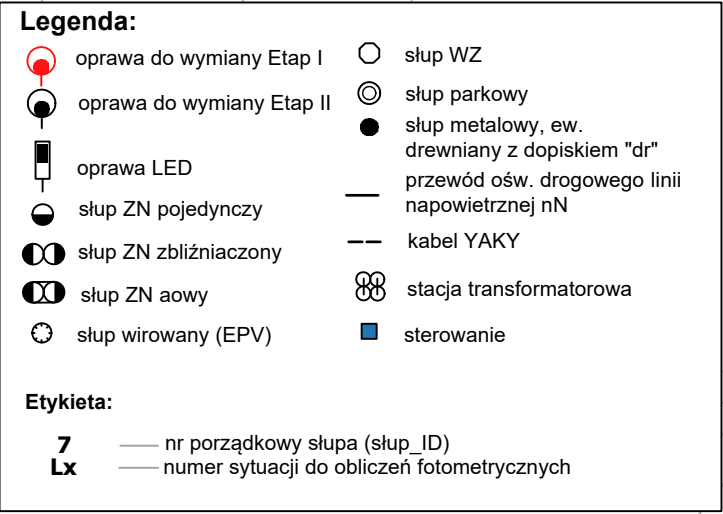 Legenda:
oprawa do wymiany Etap I
oprawa do wymiany Etap II
oprawa LED
słup ZN pojedynczy
słup ZN zbliźniaczony
słup ZN aowy
słup wirowany (EPV)
słup WZ
słup parkowy
słup metalowy, ew.
drewniany z dopiskiem "dr"
przewód ośw. drogowego linii
napowietrznej nN
kabel YAKY
stacja transformatorowa
sterowanie
Etykieta:
7 nr porządkowy słupa (słup_ID)
Lx numer sytuacji do obliczeń fotometrycznych